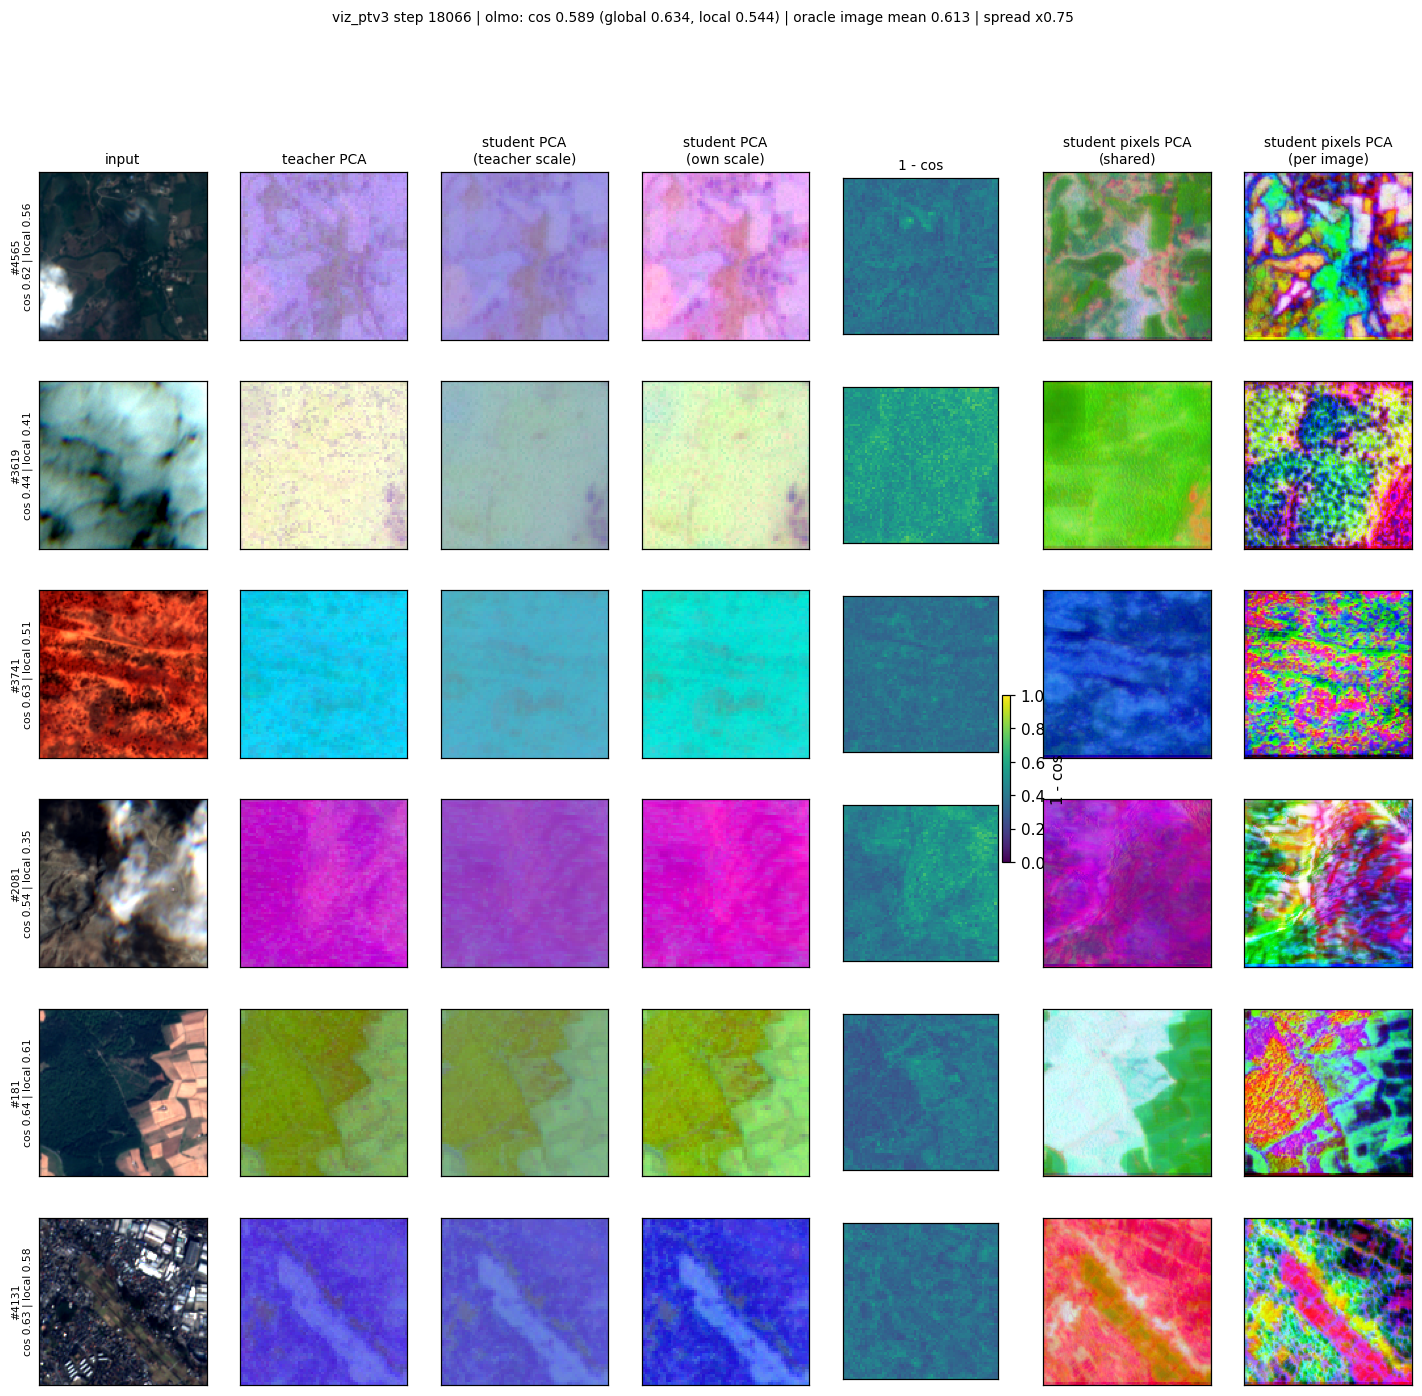 viz_ptv3 step 18066 | olmo: cos 0.589 (global 0.634, local 0.544) | oracle image mean 0.613 | spread x0.75
input
teacher PCA
student PCA
(teacher scale)
student PCA
(own scale)
1 - cos
student pixels PCA
(shared)
student pixels PCA
(per image)
#4565
cos 0.62 | local 0.56
#3619
cos 0.44 | local 0.41
#3741
cos 0.63 | local 0.51
1.0
0.8
0.6
0.4
0.2
0.0
1 - cos
#2081
cos 0.54 | local 0.35
#181
cos 0.64 | local 0.61
#4131
cos 0.63 | local 0.58